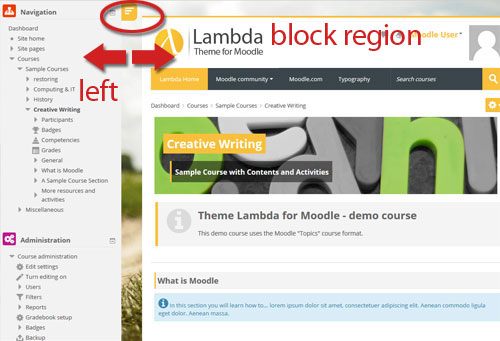 Navigation
Dashboard
Site home
Site pages
Courses
Sample Courses
restoring
Computing & IT
History
Creative Writing
Participants
Badges
Competencies
Grades
General
What is Moodle
A Sample Course Section
More resources and
activities
Miscellaneous
Administration
Course administration
Edit settings
Turn editing on
Users
Filters
Reports
Gradebook setup
Badges
Backup
left
block region
Lambda
Theme for Moodle
Moodle User
Lambda Home
Moodle community
Moodle.com
Typography
Search courses
Dashboard
Courses
Sample Courses
Creative Writing
Creative Writing
Sample Course with Contents and Activities
Theme Lambda for Moodle - demo course
This demo course uses the Moodle "Topics" course format.
What is Moodle
In this section you will learn how to... lorem ipsum dolor sit amet, consectetuer adipiscing elit. Aenean commodo ligula
eget dolor. Aenean massa.